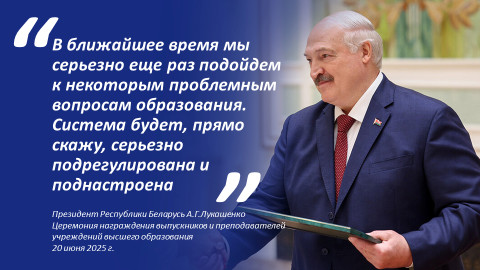 “
В ближайшее время мы
серьезно еще раз подойдем
к некоторым проблемным
вопросам образования.
Система будет, прямо
скажу, серьезно
подрегулирована и
поднастроена
”
Президент Республики Беларусь А.Г.Лукашенко
Церемония награждения выпускников и преподавателей
учреждений высшего образования
20 июня 2025 г.